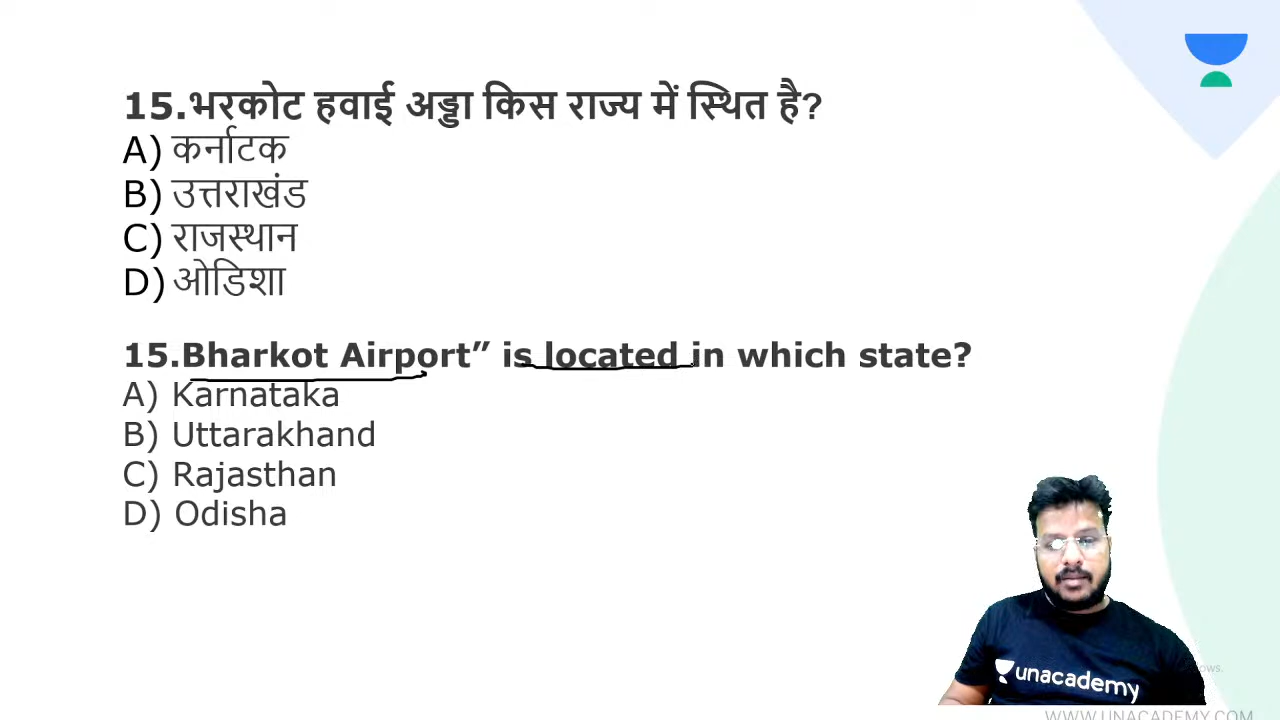 15.भरकोट हवाई अड्डा किस राज्य में स्थित है?
A) कर्नाटक
B) उत्तराखंड
C) राजस्थान
D) ओडिशा
15.Bharkot Airport” is located in which state?
A) Karnataka
B) Uttarakhand
C) Rajasthan
D) Odisha
unacademy
WWW.UNACADEMY.COM